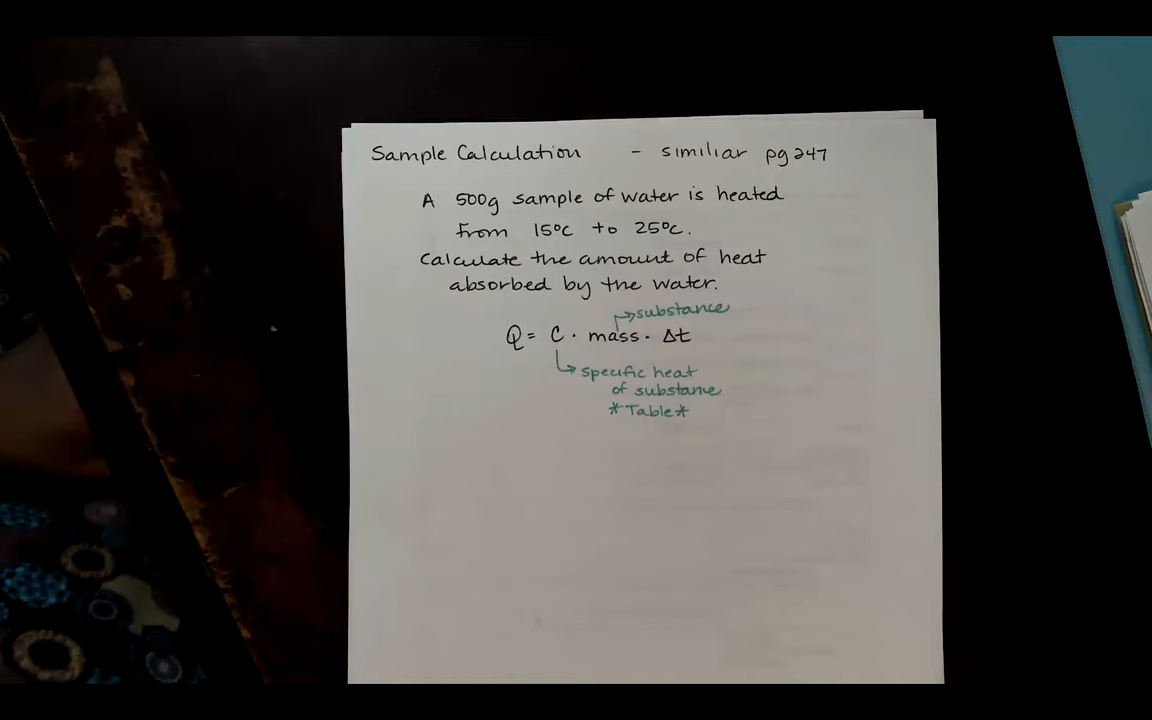 Sample Calculation - similiar pg 247
A 500g sample of water is heated
from 15°C to 25°C.
Calculate the amount of heat
absorbed by the water.
→substance
Q = C · mass · Δt
→ specific heat
of substance
*Table*